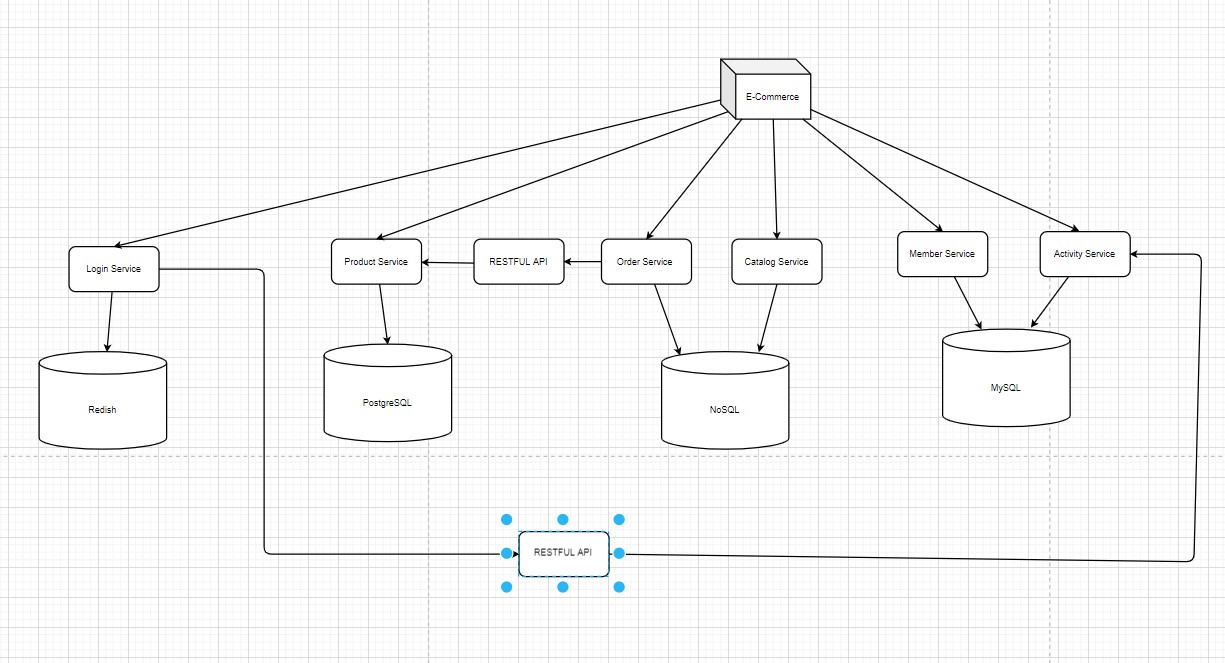 E-Commerce
Login Service
Product Service
RESTFUL API
Order Service
Catalog Service
Member Service
Activity Service
Redish
PostgreSQL
NoSQL
MySQL
RESTFUL API